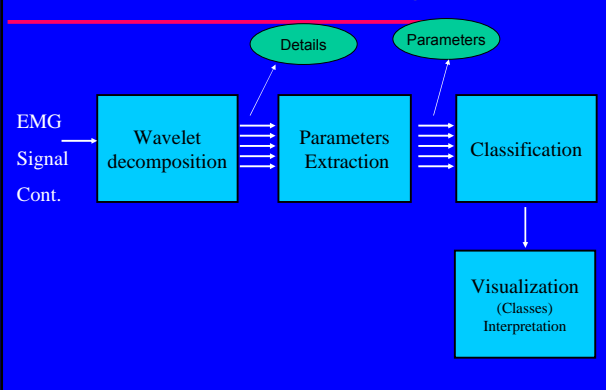 Details
Parameters
EMG
Signal
Cont.
Wavelet
decomposition
Parameters
Extraction
Classification
Visualization
(Classes)
Interpretation